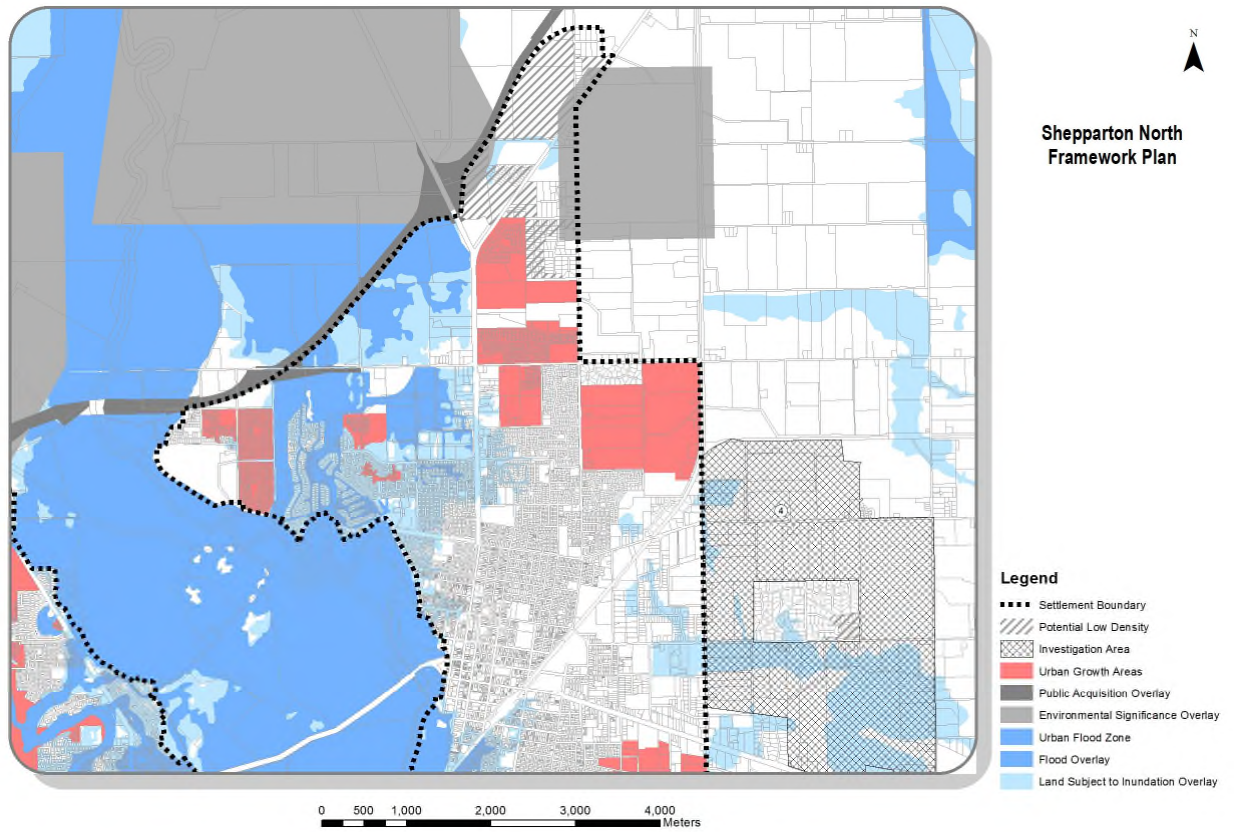 N
Shepparton North
Framework Plan
4
Legend
Settlement Boundary
Potential Low Density
Investigation Area
Urban Growth Areas
Public Acquisition Overlay
Environmental Significance Overlay
Urban Flood Zone
Flood Overlay
Land Subject to Inundation Overlay
0 500 1,000 2,000 3,000 4,000
Meters